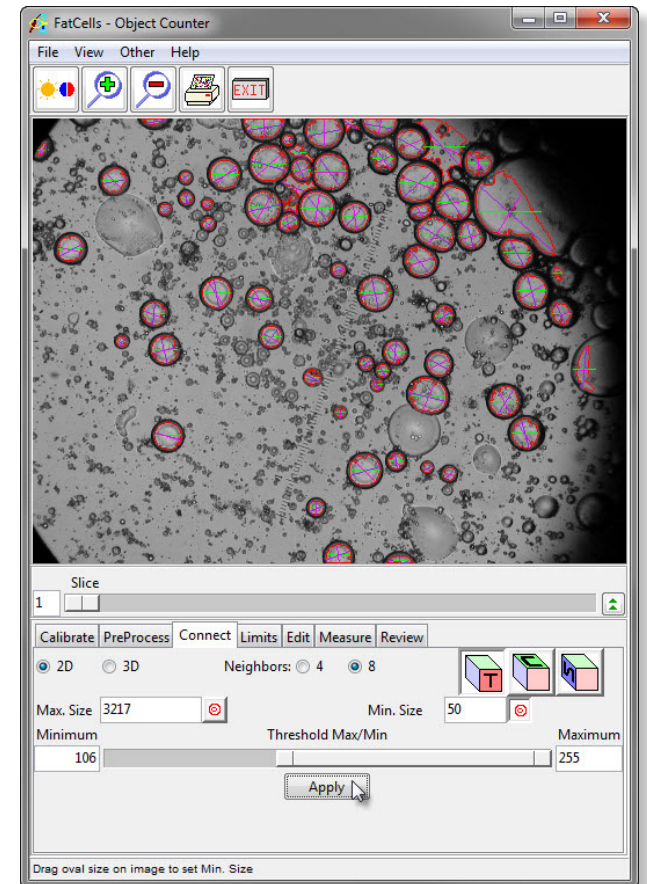 FatCells - Object Counter
File View Other Help
EXIT
Slice
1
Calibrate PreProcess Connect Limits Edit Measure Review
2D 3D Neighbors: 4 8
T
Max. Size 3217 Min. Size 50
Minimum Threshold Max/Min Maximum
106 255
Apply
Drag oval size on image to set Min. Size